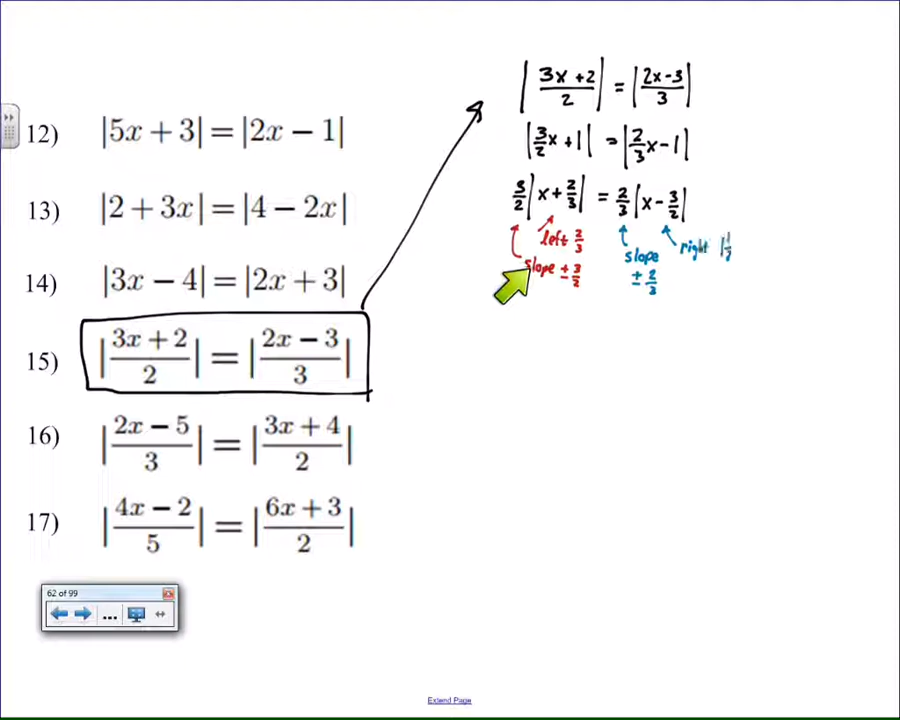 12) |5x + 3| = |2x − 1|
13) |2 + 3x| = |4 − 2x|
14) |3x − 4| = |2x + 3|
15) |(3x + 2)/2| = |(2x − 3)/3|
16) |(2x − 5)/3| = |(3x + 4)/2|
17) |(4x − 2)/5| = |(6x + 3)/2|
|(3x + 2)/2| = |(2x − 3)/3|
|3/2 x + 1| = |2/3 x − 1|
3/2 |x + 2/3| = 2/3 |x − 3/2|
left 2/3
slope ± 3/2
slope ± 2/3
right
62 of 99
...
Extend Page